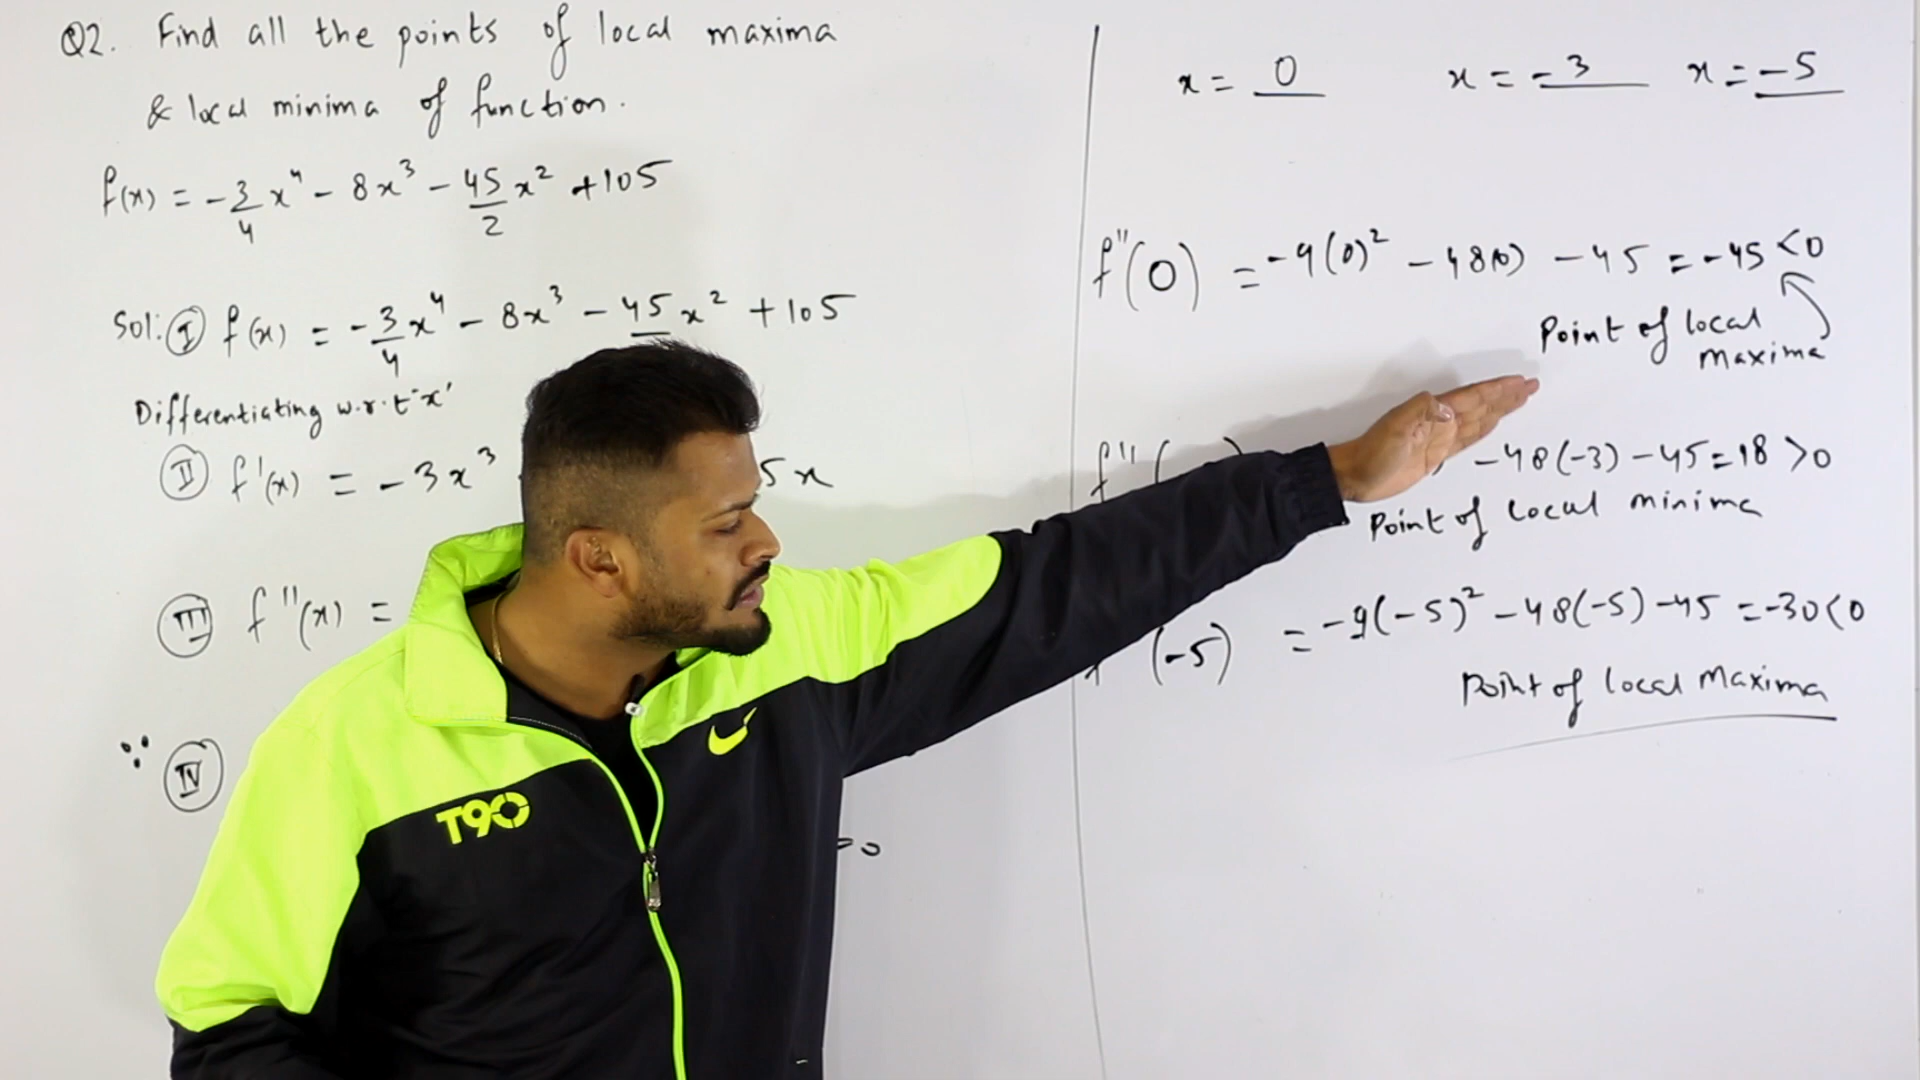 Q2. Find all the points of local maxima
& local minima of function.
f(x) = -3/4 x⁴ - 8x³ - 45/2 x² + 105
Sol: I f(x) = -3/4 x⁴ - 8x³ - 45 x² + 105
Differentiating w.r.t 'x'
II f'(x) = -3x³ 5x
III f''(x) =
∵ IV
= 0
x = 0 x = -3 x = -5
f''(0) = -9(0)² - 48(0) - 45 = -45 < 0
Point of local
maxima
f''( -48(-3) - 45 = 18 > 0
Point of local minima
(-5) = -9(-5)² - 48(-5) - 45 = -30 < 0
Point of local Maxima
T90